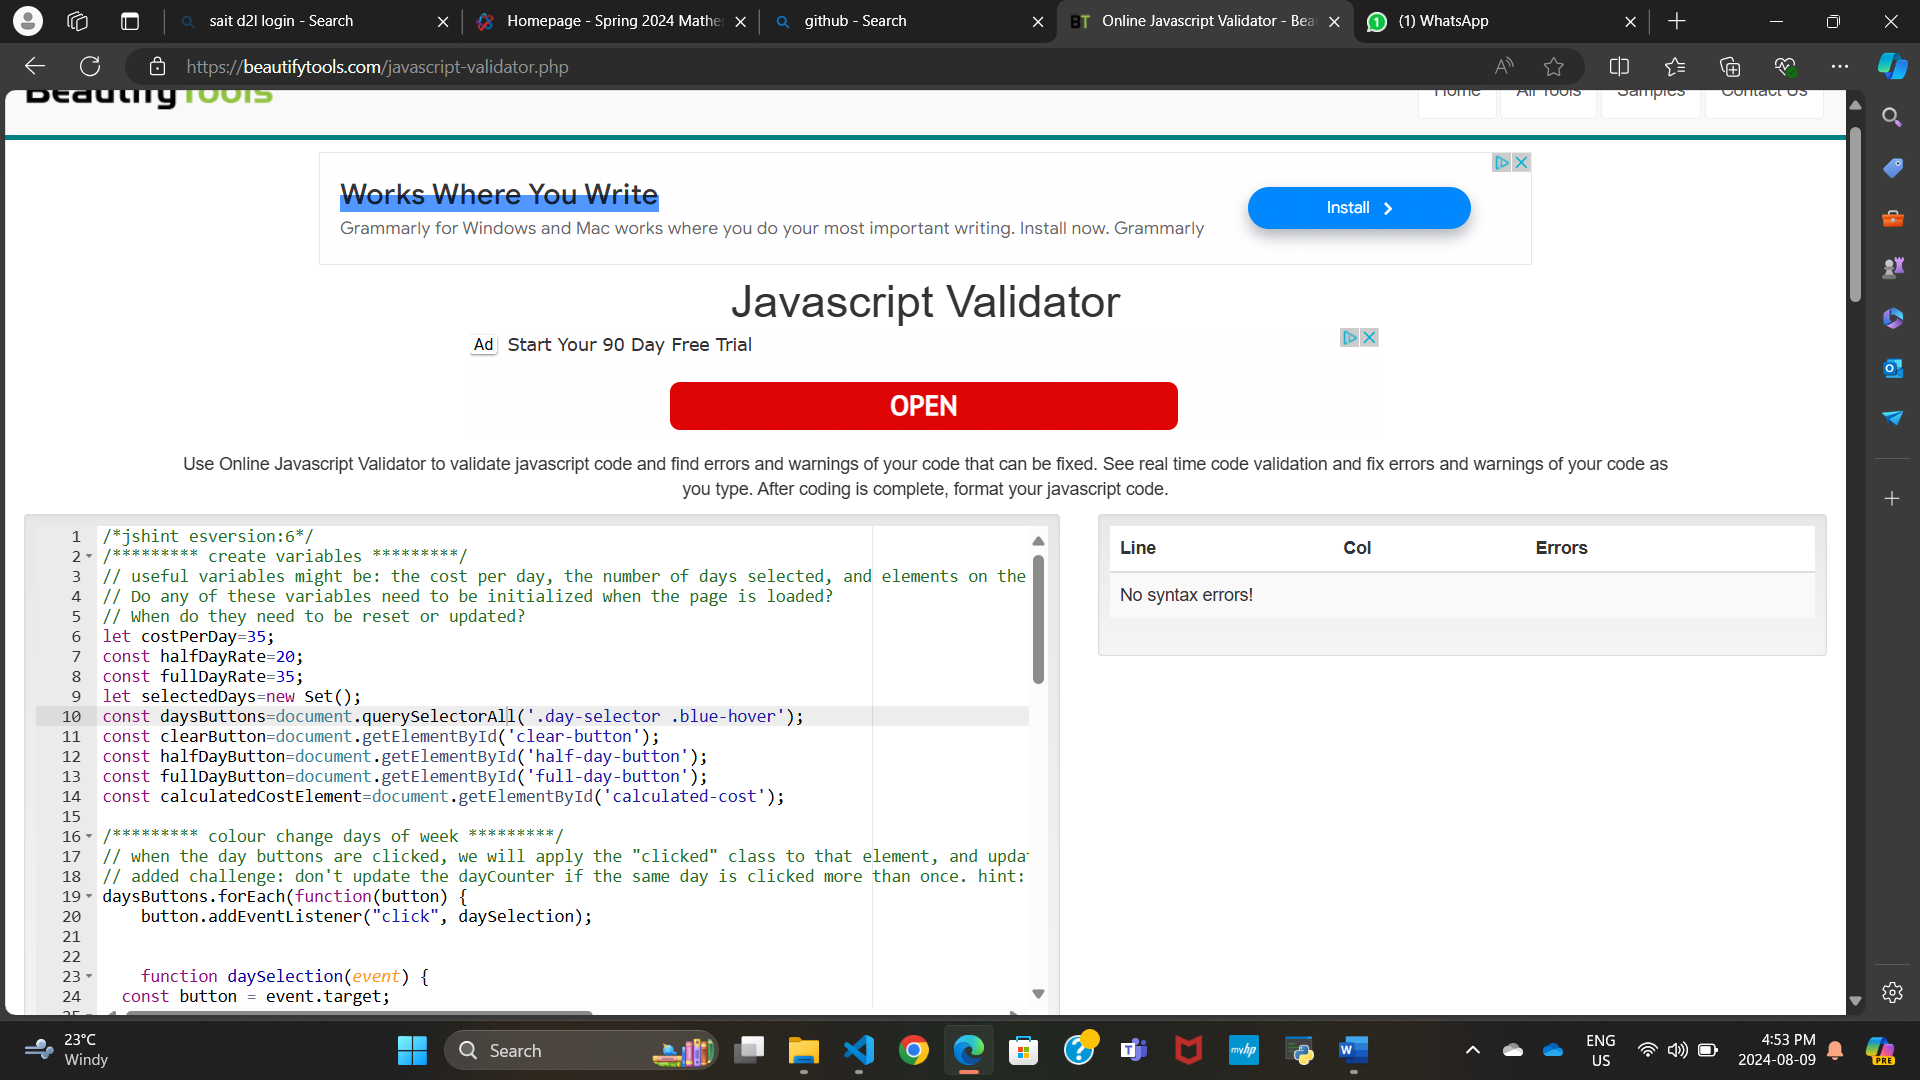 sait d2l login - Search
Homepage - Spring 2024 Mathe
github - Search
BT Online Javascript Validator - Bea
1 (1) WhatsApp
https://beautifytools.com/javascript-validator.php
BeautifyTools
Home
All Tools
Samples
Contact Us
Works Where You Write
Grammarly for Windows and Mac works where you do your most important writing. Install now. Grammarly
Install
Javascript Validator
Ad Start Your 90 Day Free Trial
OPEN
Use Online Javascript Validator to validate javascript code and find errors and warnings of your code that can be fixed. See real time code validation and fix errors and warnings of your code as
you type. After coding is complete, format your javascript code.
1 /*jshint esversion:6*/
2 /********* create variables *********/
3 // useful variables might be: the cost per day, the number of days selected, and elements on the
4 // Do any of these variables need to be initialized when the page is loaded?
5 // When do they need to be reset or updated?
6 let costPerDay=35;
7 const halfDayRate=20;
8 const fullDayRate=35;
9 let selectedDays=new Set();
10 const daysButtons=document.querySelectorAll('.day-selector .blue-hover');
11 const clearButton=document.getElementById('clear-button');
12 const halfDayButton=document.getElementById('half-day-button');
13 const fullDayButton=document.getElementById('full-day-button');
14 const calculatedCostElement=document.getElementById('calculated-cost');
15
16 /********* colour change days of week *********/
17 // when the day buttons are clicked, we will apply the "clicked" class to that element, and updat
18 // added challenge: don't update the dayCounter if the same day is clicked more than once. hint:
19 daysButtons.forEach(function(button) {
20 button.addEventListener("click", daySelection);
21
22
23 function daySelection(event) {
24 const button = event.target;
25
Line Col Errors
No syntax errors!
23°C
Windy
Search
myhp
ENG
US
4:53 PM
2024-08-09
PRE